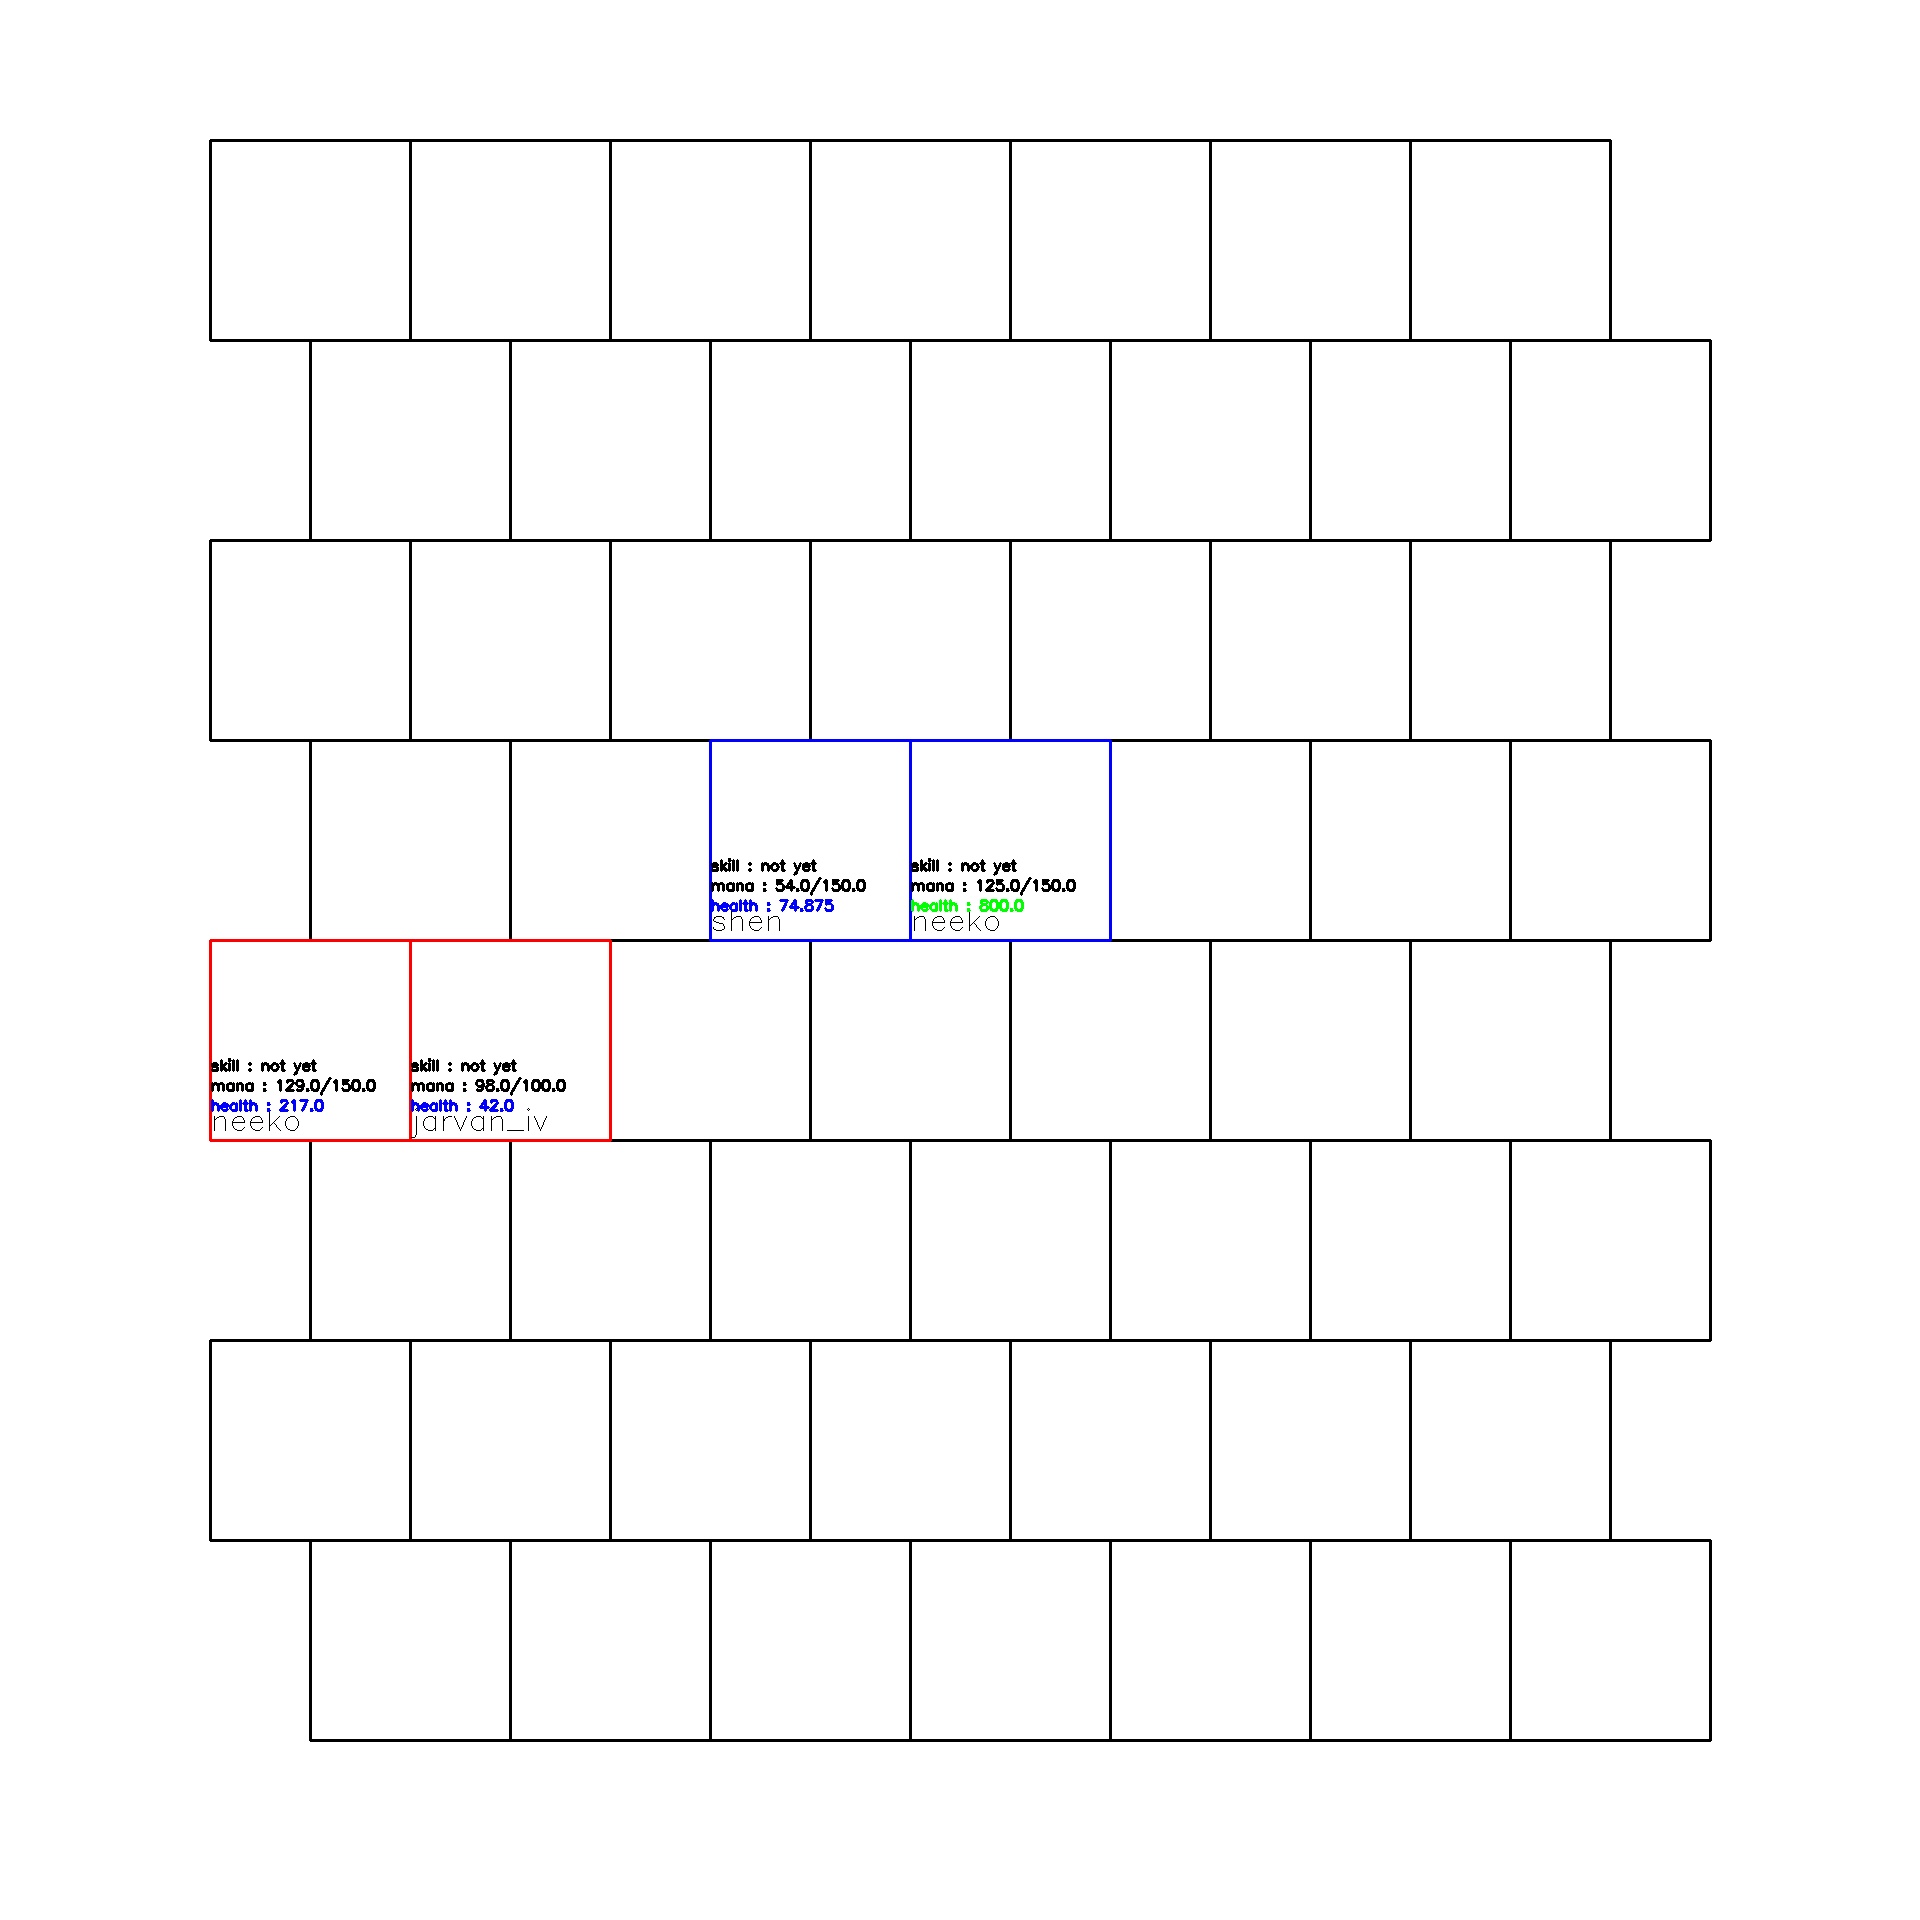 skill : not yet
mana : 54.0/150.0
health : 74.875
shen
skill : not yet
mana : 125.0/150.0
health : 800.0
neeko
skill : not yet
mana : 129.0/150.0
health : 217.0
neeko
skill : not yet
mana : 98.0/100.0
health : 42.0
jarvan_iv